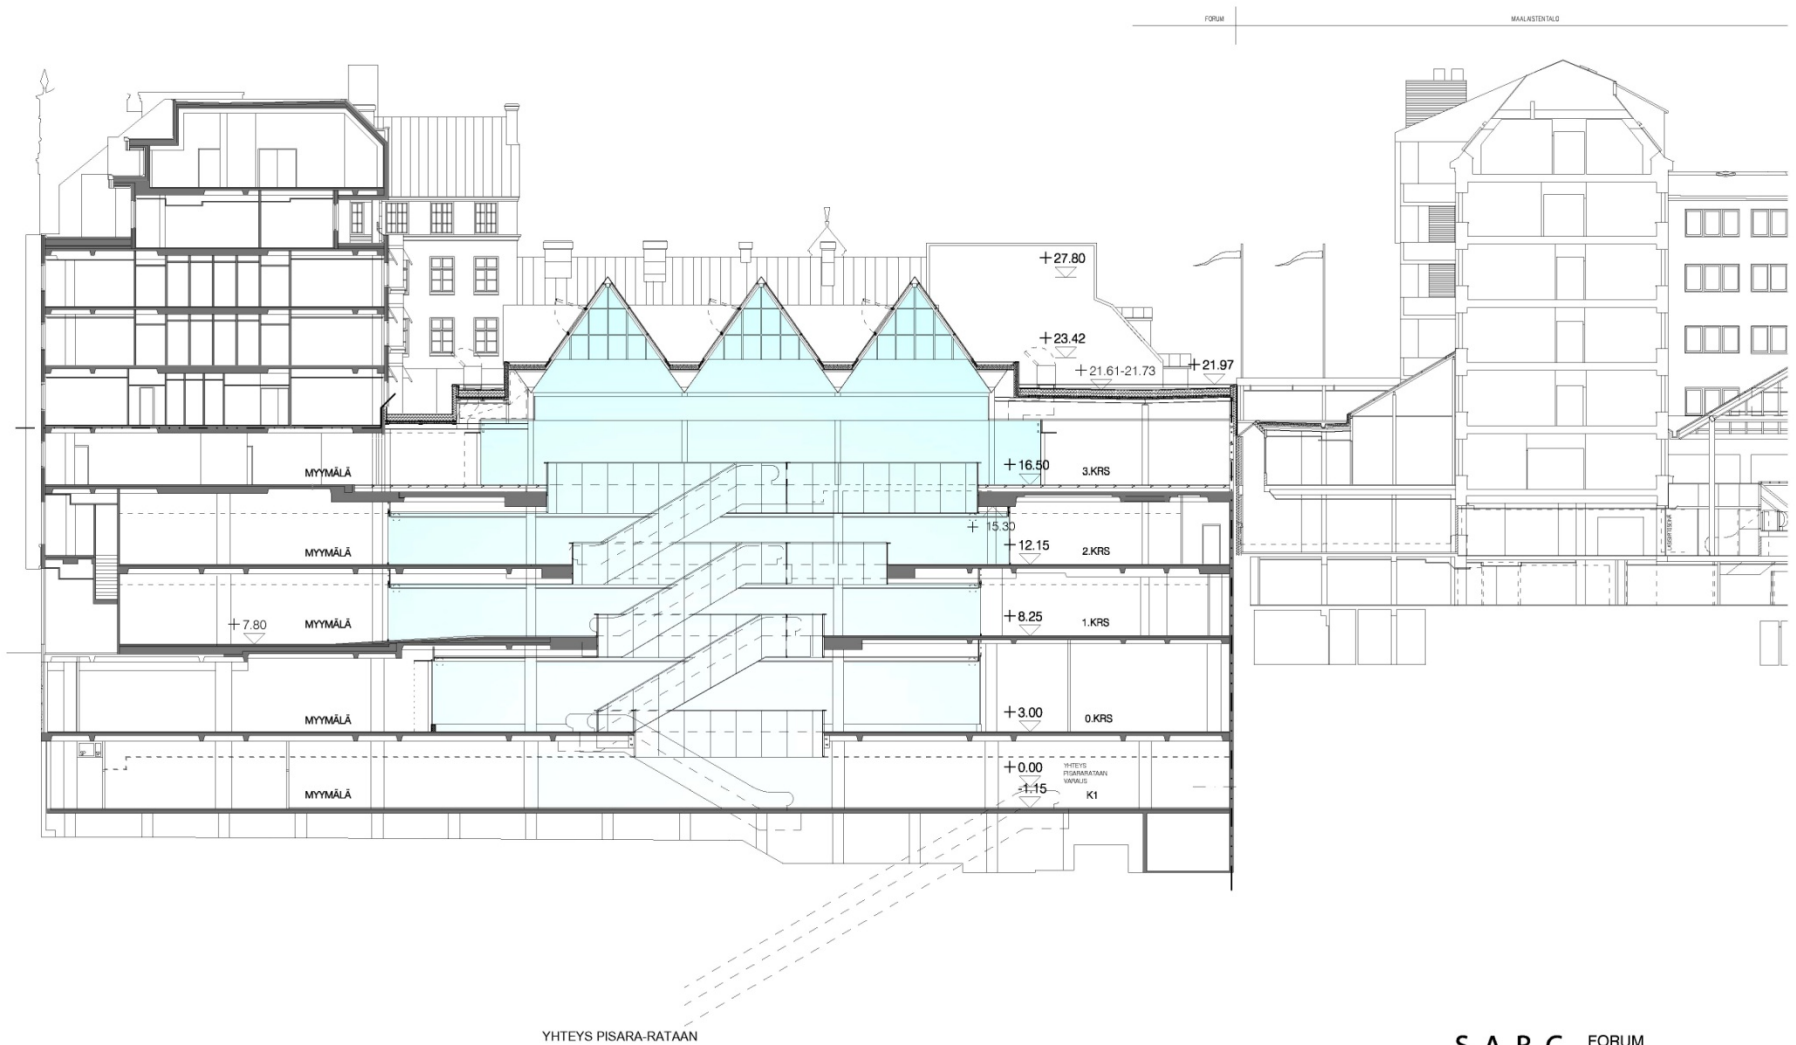 FORUM
MAALAISTENTALO
+27.80
+23.42
+21.61-21.73
+21.97
MYYMÄLÄ
+16.50
3.KRS
+ 15.30
MYYMÄLÄ
+12.15
2.KRS
+7.80
MYYMÄLÄ
+8.25
1.KRS
MYYMÄLÄ
+3.00
0.KRS
MYYMÄLÄ
+0.00
-1.15
YHTEYS
PISARARATAAN
VARAUS
K1
YHTEYS PISARA-RATAAN
S A R C
FORUM